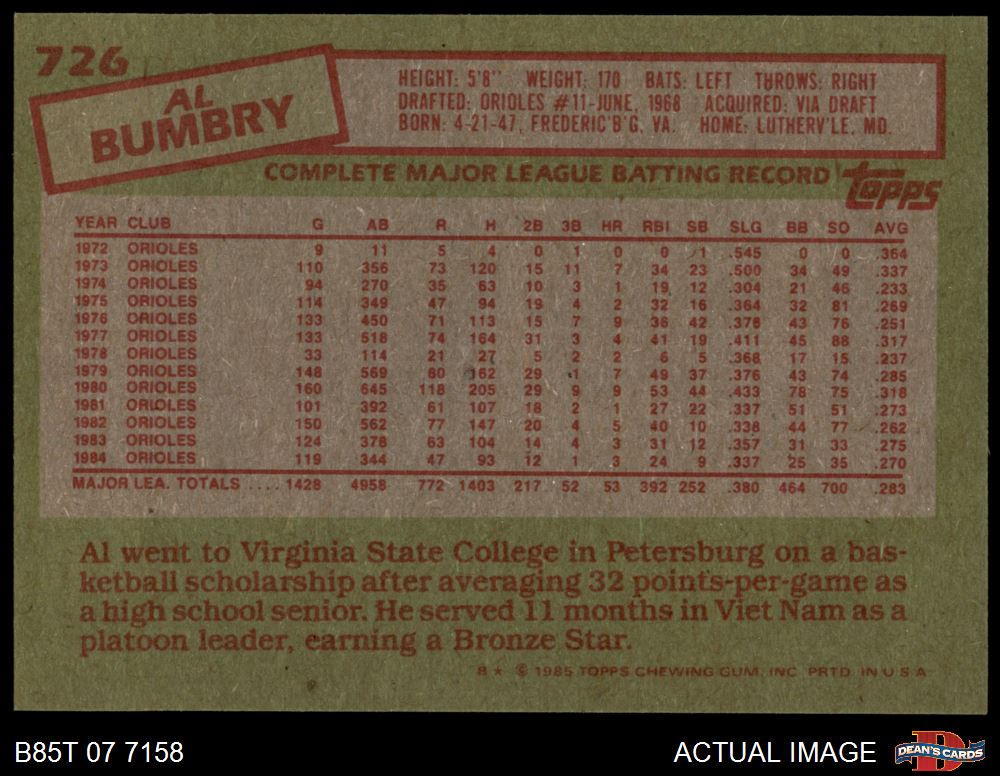 726
AL
BUMBRY
HEIGHT: 5'8" WEIGHT: 170 BATS: LEFT THROWS: RIGHT
DRAFTED: ORIOLES #11-JUNE, 1968 ACQUIRED: VIA DRAFT
BORN: 4-21-47, FREDERIC'B'G, VA. HOME: LUTHERV'LE, MD.
COMPLETE MAJOR LEAGUE BATTING RECORD topps
YEAR CLUB G AB R H 2B 3B HR RBI SB SLG BB SO AVG
1972 ORIOLES 9 11 5 4 0 1 0 0 1 .545 0 0 .364
1973 ORIOLES 110 356 73 120 15 11 7 34 23 .500 34 49 .337
1974 ORIOLES 94 270 35 63 10 3 1 19 12 .304 21 46 .233
1975 ORIOLES 114 349 47 94 19 4 2 32 16 .364 32 81 .269
1976 ORIOLES 133 450 71 113 15 7 9 36 42 .376 43 76 .251
1977 ORIOLES 133 518 74 164 31 3 4 41 19 .411 45 88 .317
1978 ORIOLES 33 114 21 27 5 2 2 6 5 .368 17 15 .237
1979 ORIOLES 148 569 80 162 29 1 7 49 37 .376 43 74 .285
1980 ORIOLES 160 645 118 205 29 9 9 53 44 .433 78 75 .318
1981 ORIOLES 101 392 61 107 18 2 1 27 22 .337 51 51 .273
1982 ORIOLES 150 562 77 147 20 4 5 40 10 .338 44 77 .262
1983 ORIOLES 124 378 63 104 14 4 3 31 12 .357 31 33 .275
1984 ORIOLES 119 344 47 93 12 1 3 24 9 .337 25 35 .270
MAJOR LEA. TOTALS .... 1428 4958 772 1403 217 52 53 392 252 .380 464 700 .283
Al went to Virginia State College in Petersburg on a bas-
ketball scholarship after averaging 32 points-per-game as
a high school senior. He served 11 months in Viet Nam as a
platoon leader, earning a Bronze Star.
B★ © 1985 TOPPS CHEWING GUM, INC. PRTD. IN U.S.A.
B85T 07 7158 ACTUAL IMAGE DEAN'S CARDS